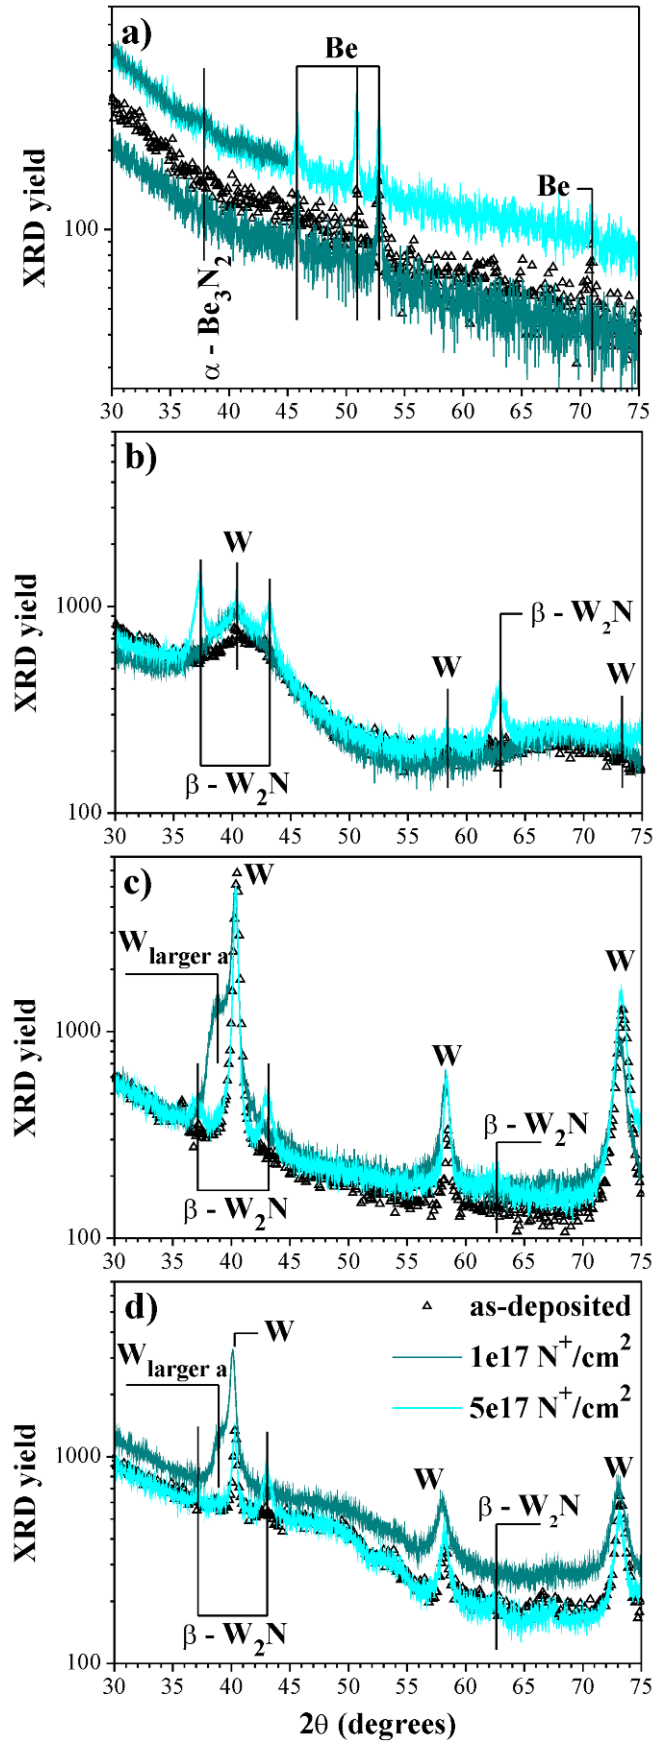 a)
Be
Be
100
α - Be3N2
XRD yield
30 35 40 45 50 55 60 65 70 75
b)
W
β - W2N
1000
W
W
β - W2N
XRD yield
100
30 35 40 45 50 55 60 65 70 75
c)
W
W larger a
W
W
1000
β - W2N
β - W2N
XRD yield
100
30 35 40 45 50 55 60 65 70 75
d)
as-deposited
W
1e17 N+/cm2
W larger a
5e17 N+/cm2
1000
W
W
β - W2N
β - W2N
XRD yield
100
30 35 40 45 50 55 60 65 70 75
2θ (degrees)